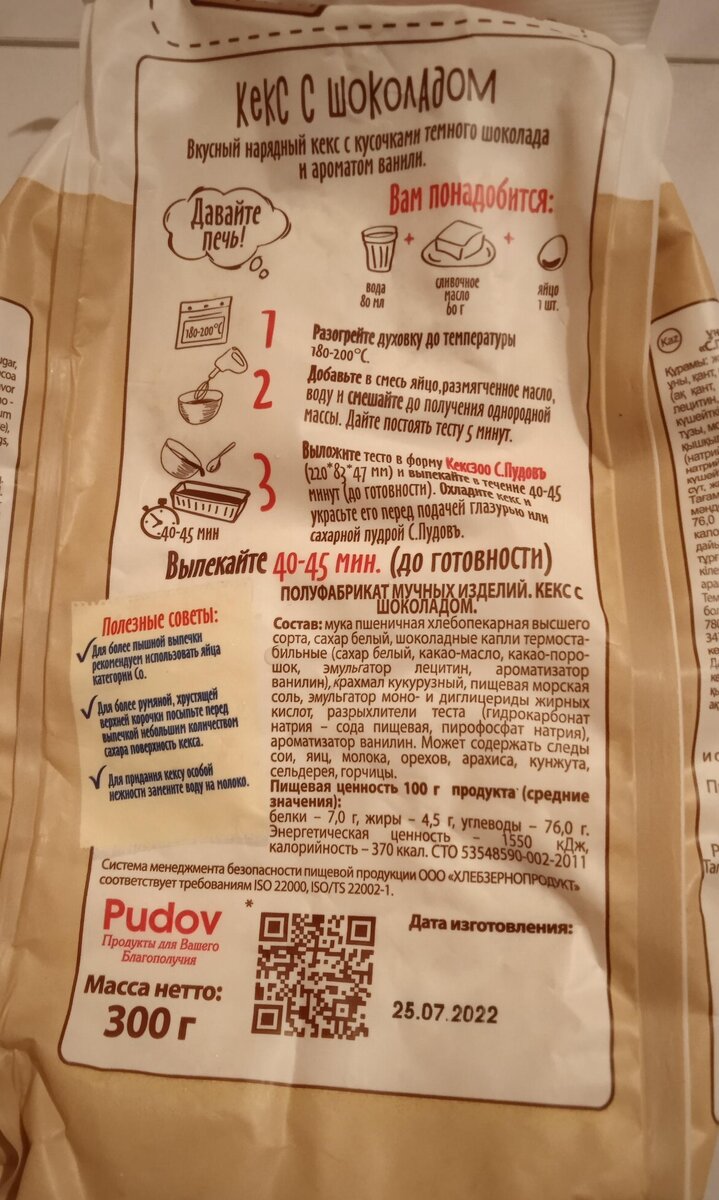 Кекс с шоколадом
Вкусный нарядный кекс с кусочками темного шоколада
и ароматом ванили.
Давайте
печь!
Вам понадобится:
вода
80 мл
+
сливочное
масло
60 г
+
яйцо
1 шт.
180-200°С
1
Разогрейте духовку до температуры
180-200°С.
2
Добавьте в смесь яйцо, размягченное масло,
воду и смешайте до получения однородной
массы. Дайте постоять тесту 5 минут.
3
40-45 мин
Выложите тесто в форму Кексзоо С.Пудовъ
(220*83*47 мм) и выпекайте в течение 40-45
минут (до готовности). Охладите кекс и
украсьте его перед подачей глазурью или
сахарной пудрой С.Пудовъ.
Выпекайте 40-45 мин. (до готовности)
Полезные советы:
Для более пышной выпечки
рекомендуем использовать яйца
категории Со.
Для более румяной, хрустящей
верхней корочки посыпьте перед
выпечкой небольшим количеством
сахара поверхность кекса.
Для придания кексу особой
нежности замените воду на молоко.
ПОЛУФАБРИКАТ МУЧНЫХ ИЗДЕЛИЙ. КЕКС С
ШОКОЛАДОМ.
Состав: мука пшеничная хлебопекарная высшего
сорта, сахар белый, шоколадные капли термоста-
бильные (сахар белый, какао-масло, какао-поро-
шок, эмульгатор лецитин, ароматизатор
ванилин), крахмал кукурузный, пищевая морская
соль, эмульгатор моно- и диглицериды жирных
кислот, разрыхлители теста (гидрокарбонат
натрия – сода пищевая, пирофосфат натрия),
ароматизатор ванилин. Может содержать следы
сои, яиц, молока, орехов, арахиса, кунжута,
сельдерея, горчицы.
Пищевая ценность 100 г продукта (средние
значения):
белки – 7,0 г, жиры – 4,5 г, углеводы – 76,0 г.
Энергетическая ценность – 1550 кДж,
калорийность – 370 ккал. СТО 53548590-002-2011
Система менеджмента безопасности пищевой продукции ООО «ХЛЕБЗЕРНОПРОДУКТ»
соответствует требованиям ISO 22000, ISO/TS 22002-1.
Pudov
Продукты для Вашего
Благополучия
*
Масса нетто:
300 г
Дата изготовления:
25.07.2022
Kaz